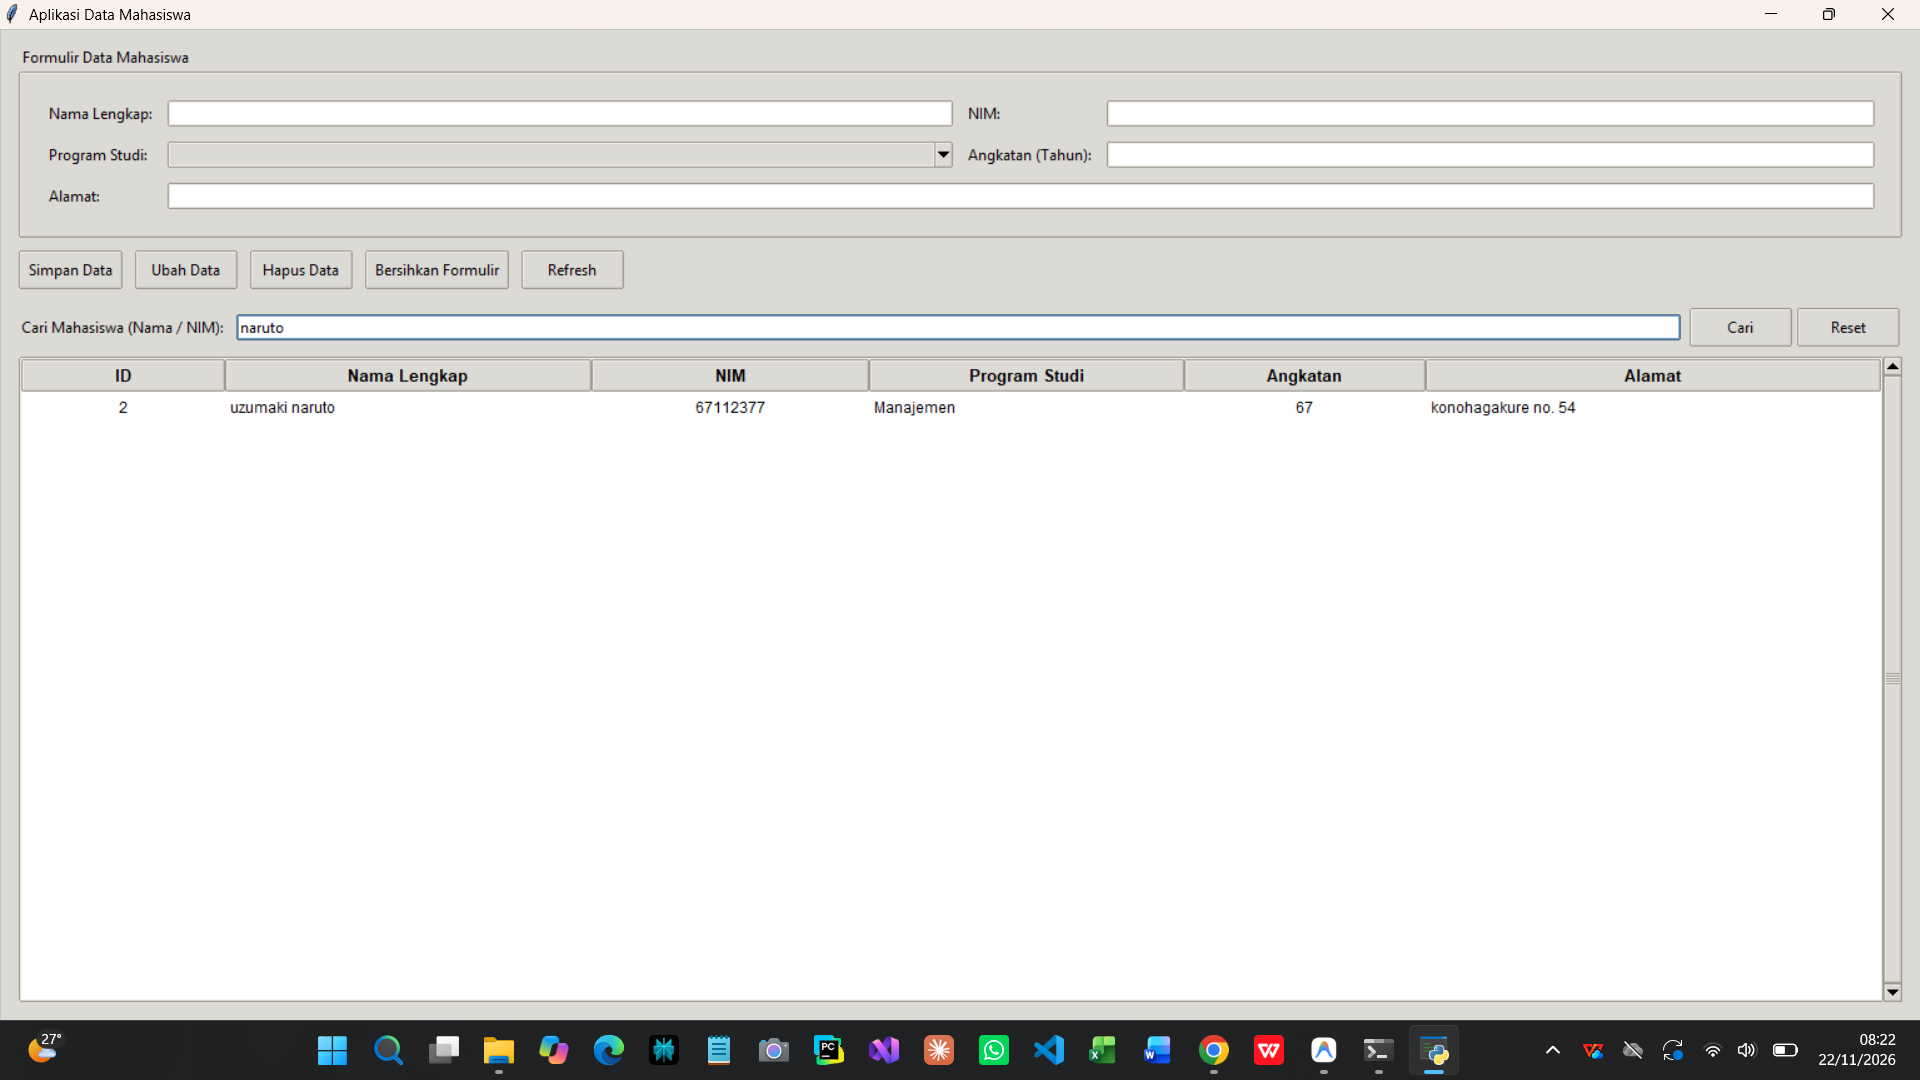 Aplikasi Data Mahasiswa
Formulir Data Mahasiswa
Nama Lengkap: NIM:
Program Studi: Angkatan (Tahun):
Alamat:
Simpan Data Ubah Data Hapus Data Bersihkan Formulir Refresh
Cari Mahasiswa (Nama / NIM): naruto Cari Reset
ID Nama Lengkap NIM Program Studi Angkatan Alamat
2 uzumaki naruto 67112377 Manajemen 67 konohagakure no. 54
27°
PC
W
08:22
22/11/2026